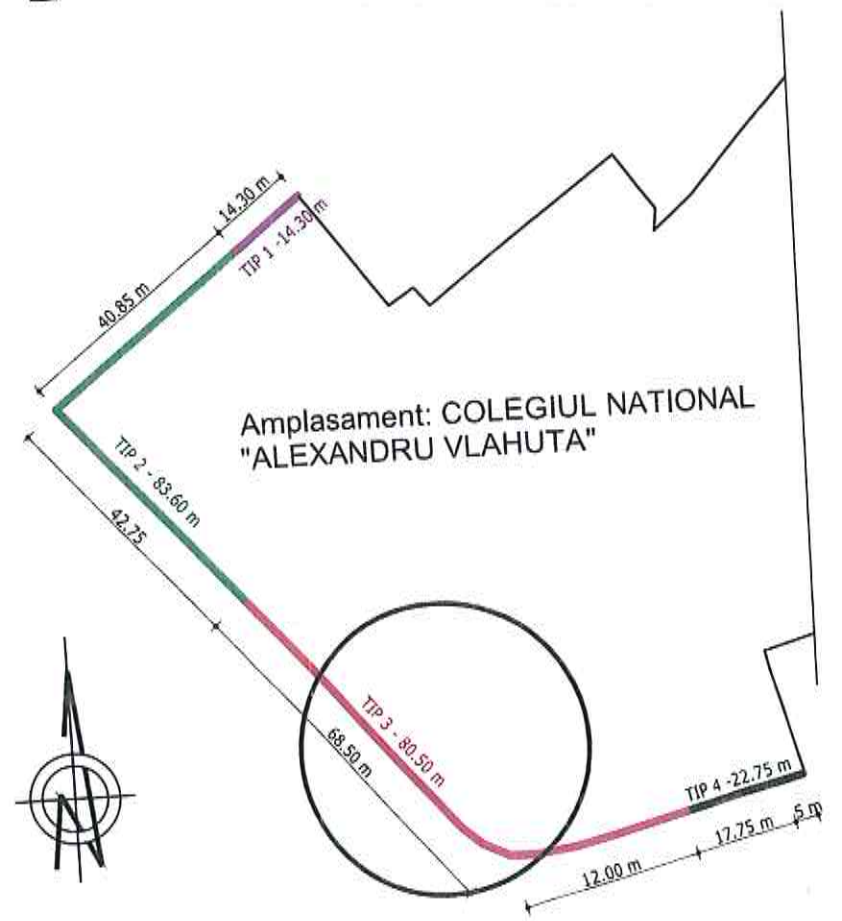 14.30 m
TIP 1 -14.30 m
40.85 m
Amplasament: COLEGIUL NATIONAL
"ALEXANDRU VLAHUTA"
TIP 2 - 83.60 m
42.75
TIP 3 - 80.50 m
68.50 m
TIP 4 -22.75 m
5 m
17.75 m
12.00 m
N